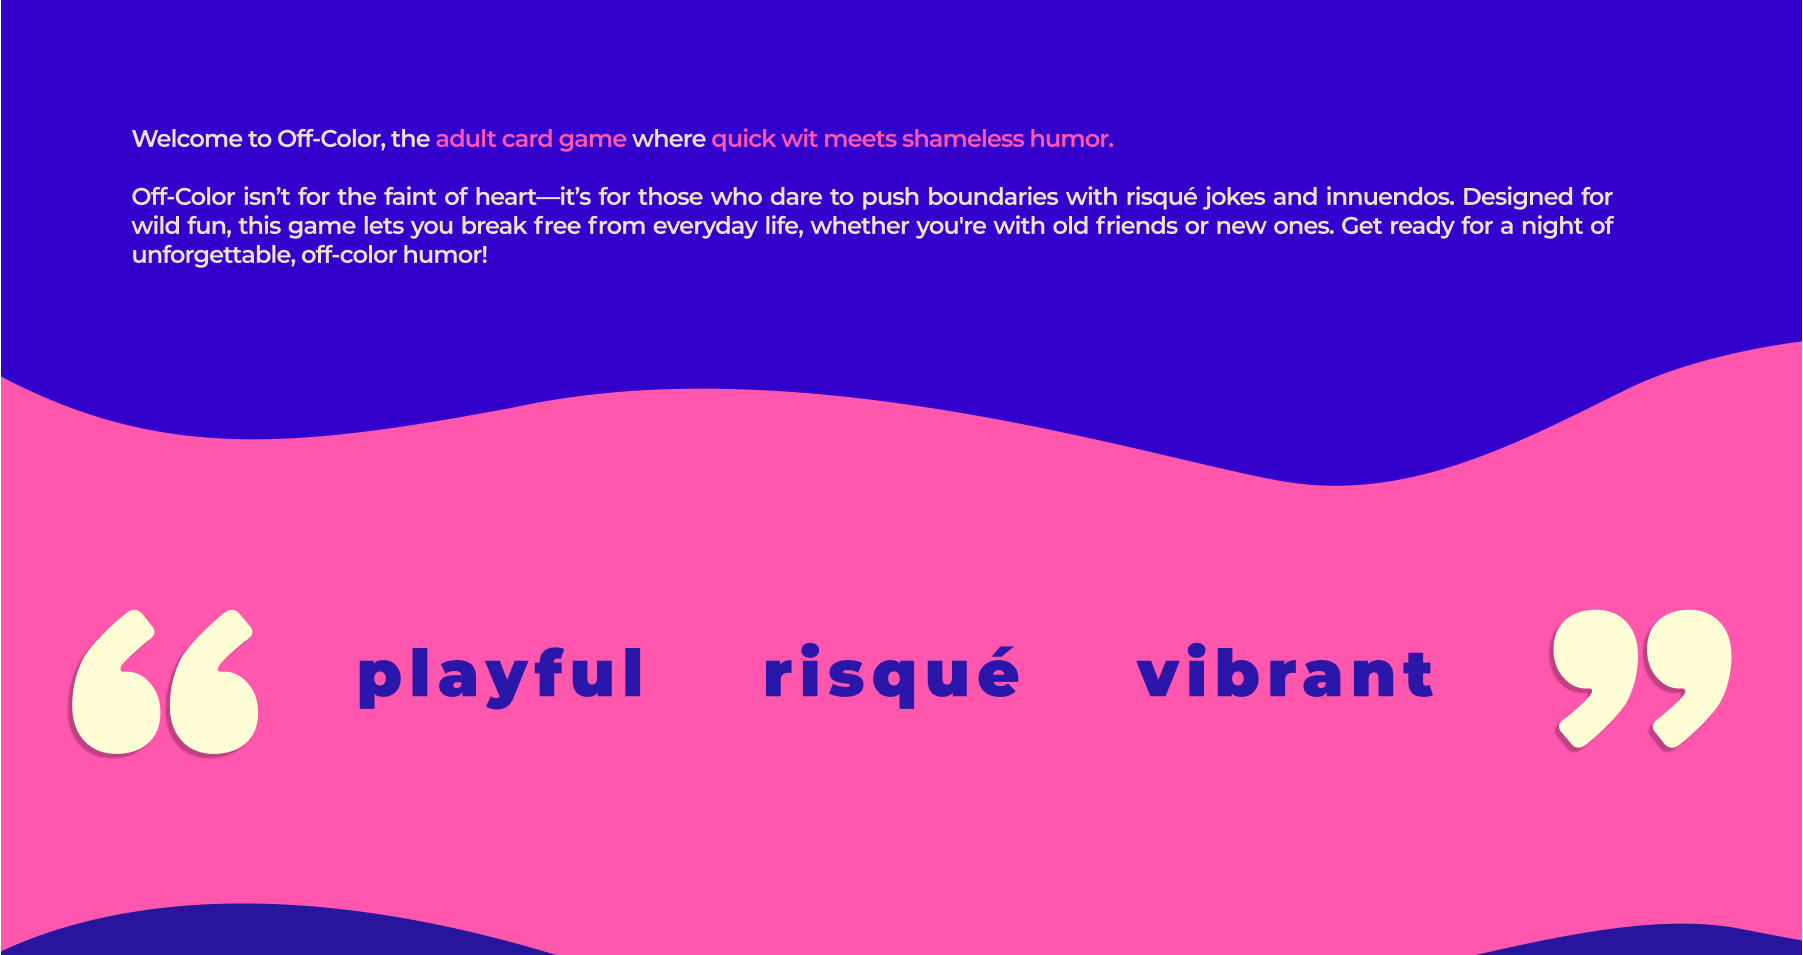 Welcome to Off-Color, the adult card game where quick wit meets shameless humor.
Off-Color isn’t for the faint of heart—it’s for those who dare to push boundaries with risqué jokes and innuendos. Designed for
wild fun, this game lets you break free from everyday life, whether you're with old friends or new ones. Get ready for a night of
unforgettable, off-color humor!
“ playful risqué vibrant ”